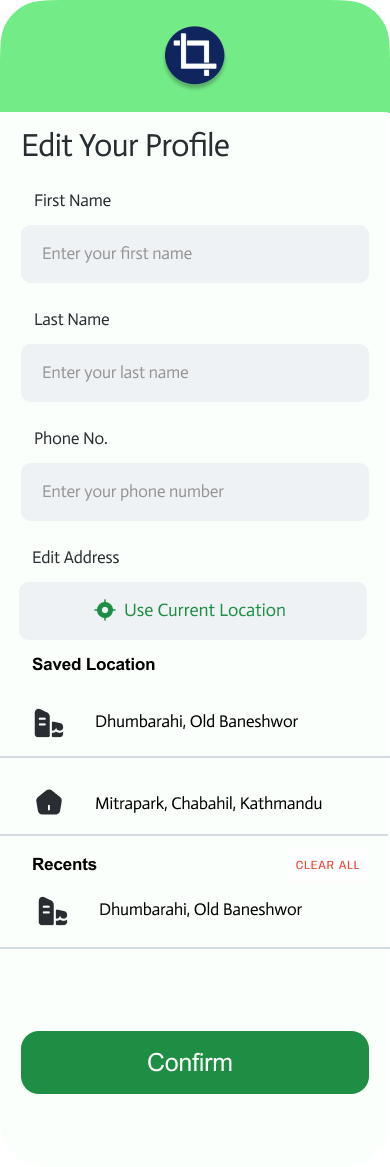 Edit Your Profile
First Name
Enter your first name
Last Name
Enter your last name
Phone No.
Enter your phone number
Edit Address
Use Current Location
Saved Location
Dhumbarahi, Old Baneshwor
Mitrapark, Chabahil, Kathmandu
Recents CLEAR ALL
Dhumbarahi, Old Baneshwor
Confirm